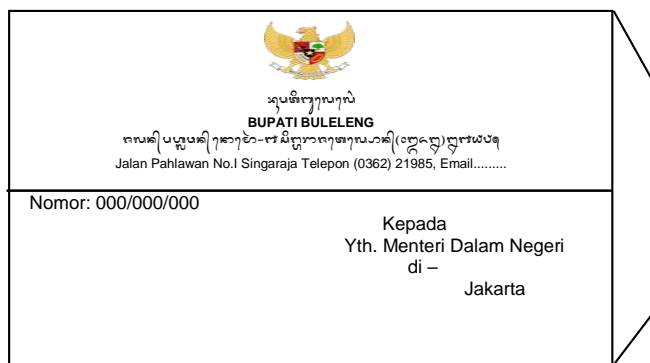 BUPATI BULELENG
Jalan Pahlawan No.I Singaraja Telepon (0362) 21985, Email.........
Nomor: 000/000/000
Kepada
Yth. Menteri Dalam Negeri
di –
Jakarta